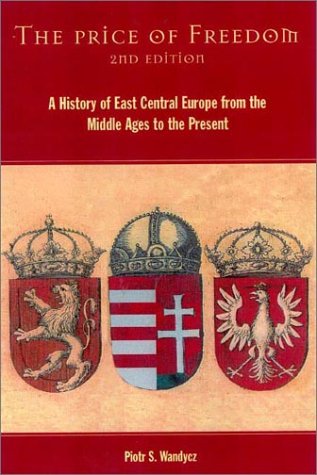 THE PRICE OF FREEDOM
2ND EDITION
A History of East Central Europe from the
Middle Ages to the Present
Piotr S. Wandycz